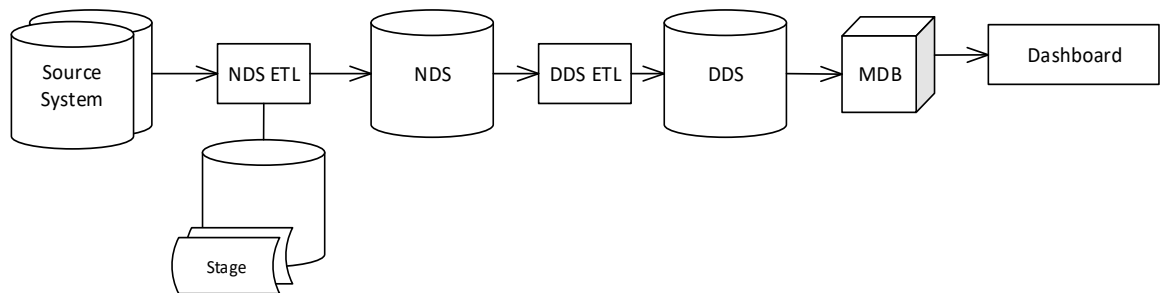 Source
System
NDS ETL
NDS
DDS ETL
DDS
MDB
Dashboard
Stage